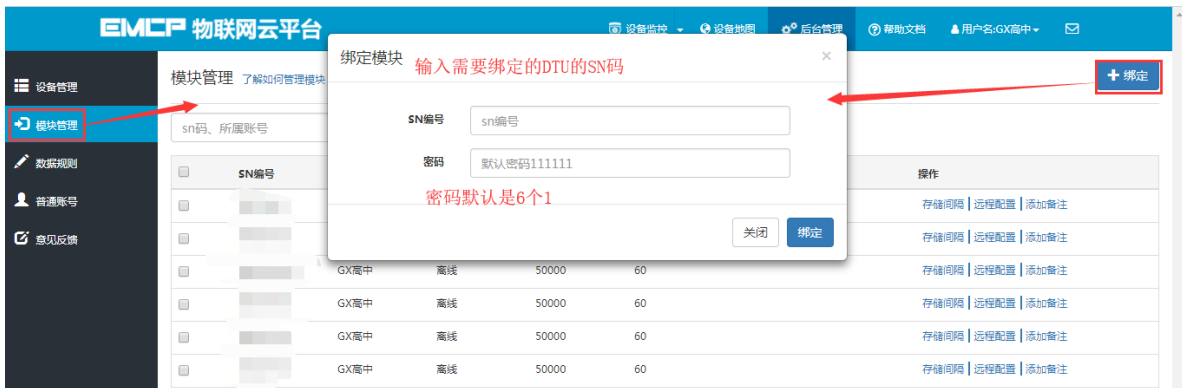 EMCP 物联网云平台
设备监控
设备地图
后台管理
帮助文档
用户名:GX高中
设备管理
模块管理
数据规则
普通账号
意见反馈
模块管理 了解如何管理模块
sn码、所属账号
绑定
绑定模块
×
输入需要绑定的DTU的SN码
SN编号 sn编号
密码 默认密码111111
密码默认是6个1
关闭 绑定
SN编号 操作
存储间隔 | 远程配置 | 添加备注
存储间隔 | 远程配置 | 添加备注
GX高中 离线 50000 60 存储间隔 | 远程配置 | 添加备注
GX高中 离线 50000 60 存储间隔 | 远程配置 | 添加备注
GX高中 离线 50000 60 存储间隔 | 远程配置 | 添加备注
GX高中 离线 50000 60 存储间隔 | 远程配置 | 添加备注